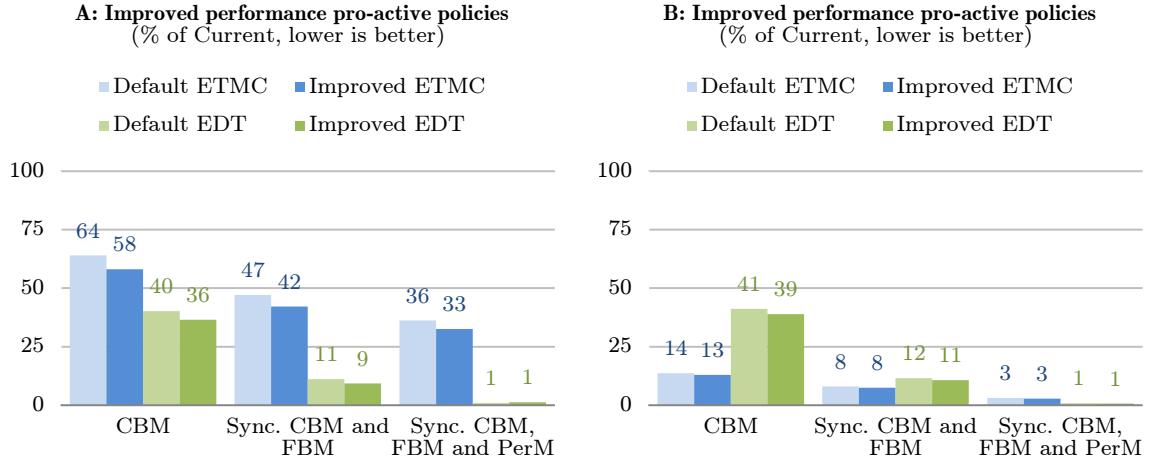 A: Improved performance pro-active policies
(% of Current, lower is better)
Default ETMC Improved ETMC
Default EDT Improved EDT
100
75
50
25
0
64 58 40 36
47 42 11 9
36 33 1 1
CBM
Sync. CBM and
FBM
Sync. CBM,
FBM and PerM
B: Improved performance pro-active policies
(% of Current, lower is better)
Default ETMC Improved ETMC
Default EDT Improved EDT
100
75
50
25
0
14 13 41 39
8 8 12 11
3 3 1 1
CBM
Sync. CBM and
FBM
Sync. CBM,
FBM and PerM